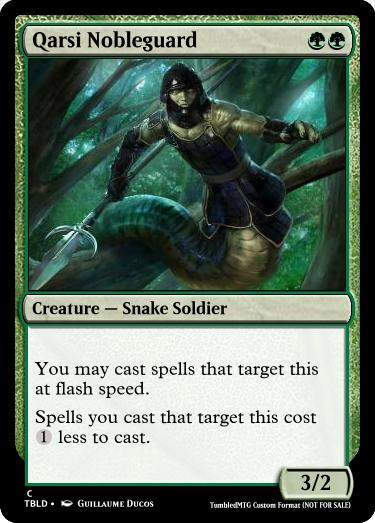 Qarsi Nobleguard
Creature — Snake Soldier
You may cast spells that target this
at flash speed.
Spells you cast that target this cost
1 less to cast.
3/2
C
TBLD • Guillaume Ducos
TumbledMTG Custom Format (NOT FOR SALE)